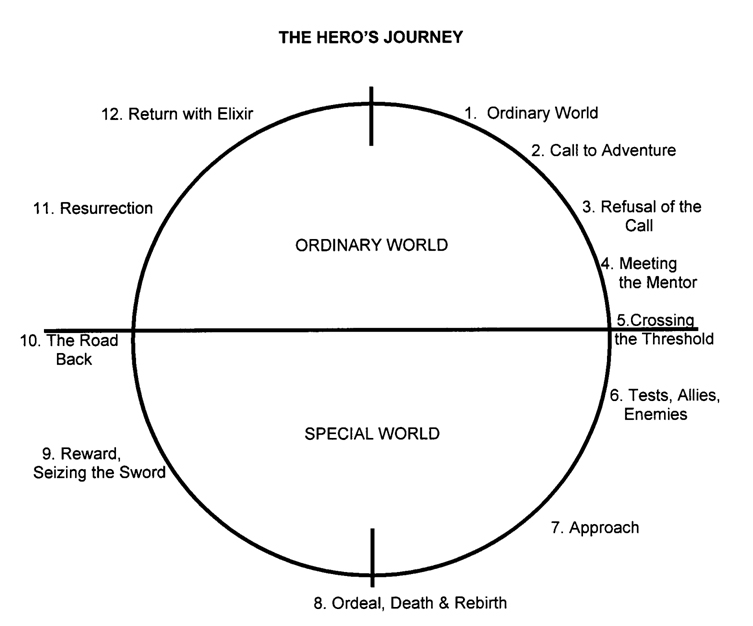 THE HERO'S JOURNEY
12. Return with Elixir
1. Ordinary World
2. Call to Adventure
3. Refusal of the
Call
11. Resurrection
ORDINARY WORLD
4. Meeting
the Mentor
5.Crossing
the Threshold
10. The Road
Back
6. Tests, Allies,
Enemies
SPECIAL WORLD
9. Reward,
Seizing the Sword
7. Approach
8. Ordeal, Death & Rebirth